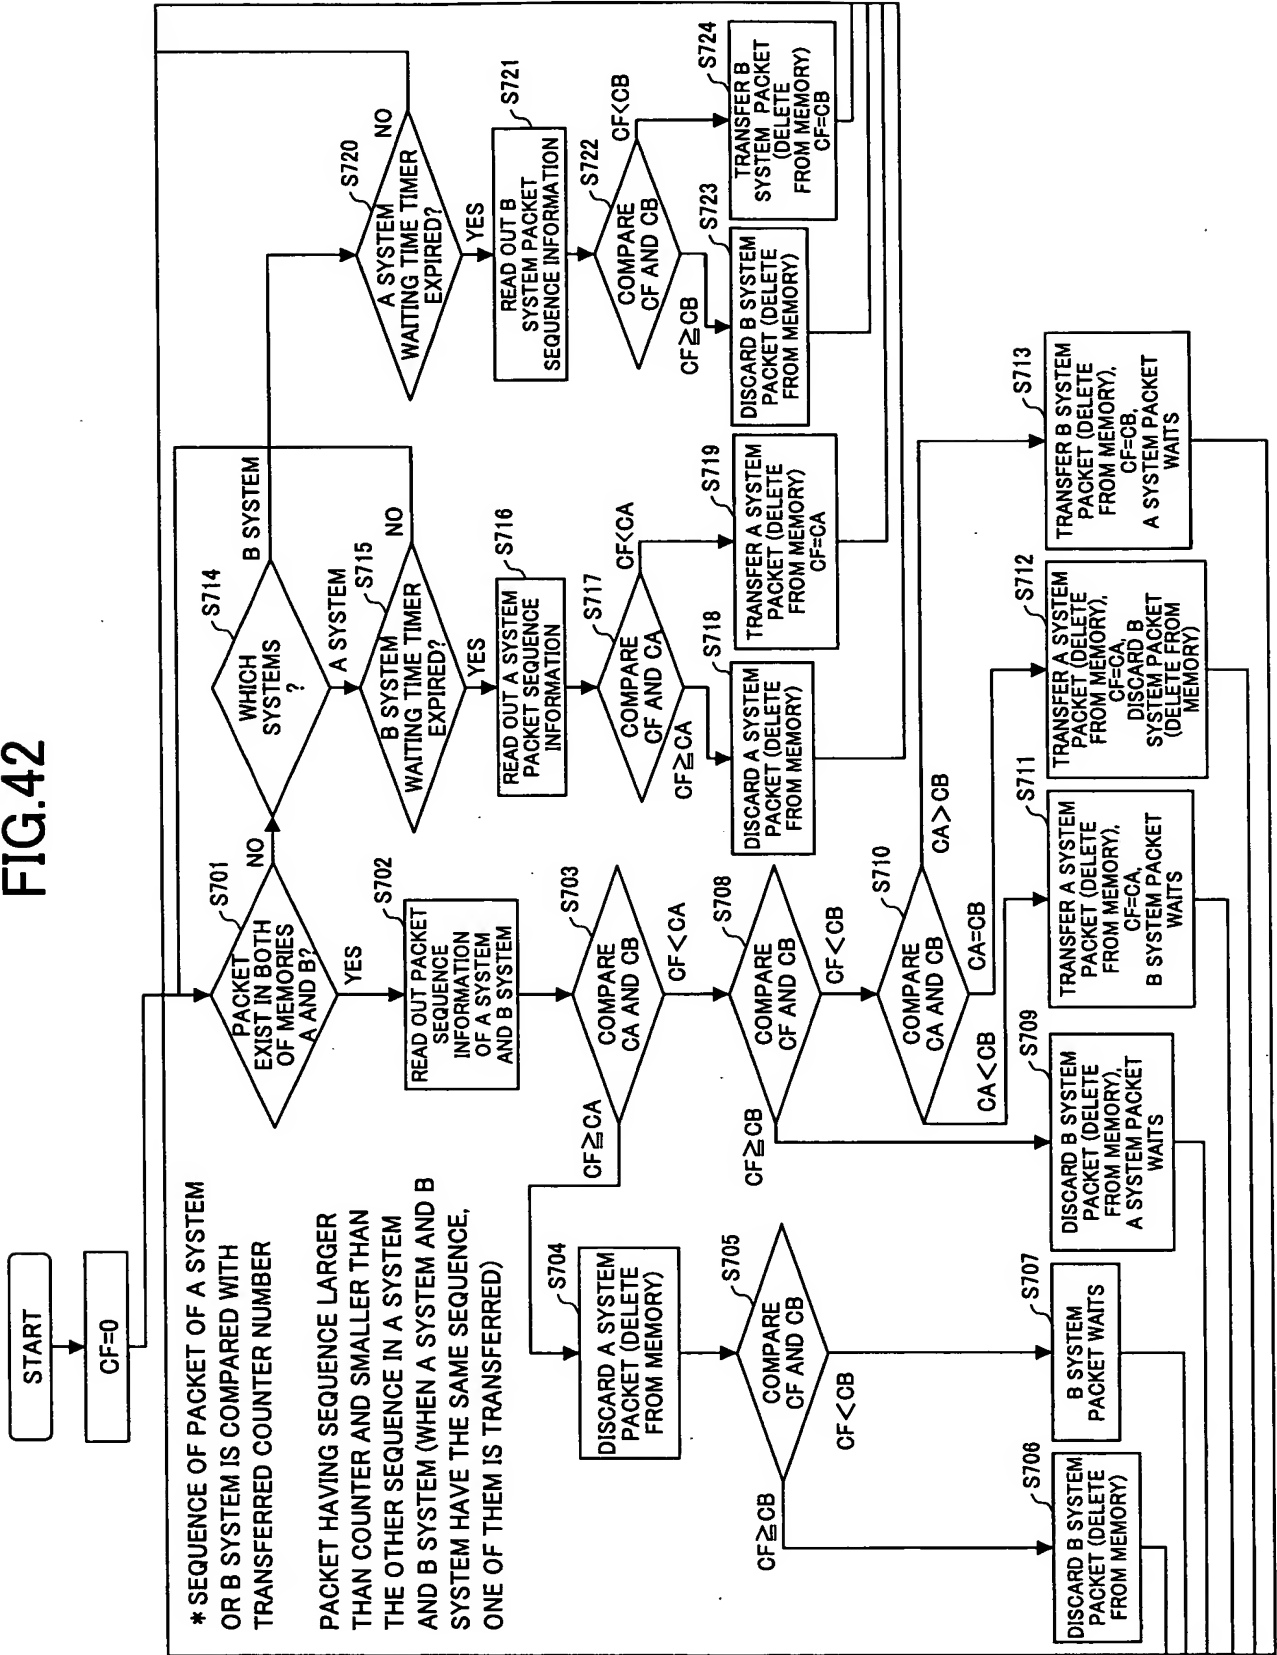 FIG.42
START
CF=0
* SEQUENCE OF PACKET OF A SYSTEM
OR B SYSTEM IS COMPARED WITH
TRANSFERRED COUNTER NUMBER
PACKET HAVING SEQUENCE LARGER
THAN COUNTER AND SMALLER THAN
THE OTHER SEQUENCE IN A SYSTEM
AND B SYSTEM (WHEN A SYSTEM AND B
SYSTEM HAVE THE SAME SEQUENCE,
ONE OF THEM IS TRANSFERRED)
S701
PACKET
EXIST IN BOTH
OF MEMORIES
A AND B?
NO
YES
S702
READ OUT PACKET
SEQUENCE
INFORMATION
OF A SYSTEM
AND B SYSTEM
S703
COMPARE
CA AND CB
CF≧CA
CF<CA
S704
DISCARD A SYSTEM
PACKET (DELETE
FROM MEMORY)
S705
COMPARE
CF AND CB
CF≧CB
CF<CB
S706
DISCARD B SYSTEM
PACKET (DELETE
FROM MEMORY)
S707
B SYSTEM
PACKET WAITS
S708
COMPARE
CF AND CB
CF≧CB
CF<CB
S709
DISCARD B SYSTEM
PACKET (DELETE
FROM MEMORY),
A SYSTEM PACKET
WAITS
S710
COMPARE
CA AND CB
CA<CB
CA=CB
CA>CB
S711
TRANSFER A SYSTEM
PACKET (DELETE
FROM MEMORY),
CF=CA,
B SYSTEM PACKET
WAITS
S712
TRANSFER A SYSTEM
PACKET (DELETE
FROM MEMORY),
CF=CA,
DISCARD B
SYSTEM PACKET
(DELETE FROM
MEMORY)
S713
TRANSFER B SYSTEM
PACKET (DELETE
FROM MEMORY),
CF=CB,
A SYSTEM PACKET
WAITS
S714
WHICH
SYSTEMS
?
B SYSTEM
A SYSTEM
S715
B SYSTEM
WAITING TIME TIMER
EXPIRED?
NO
YES
S716
READ OUT A SYSTEM
PACKET SEQUENCE
INFORMATION
S717
COMPARE
CF AND CA
CF≧CA
CF<CA
S718
DISCARD A SYSTEM
PACKET (DELETE
FROM MEMORY)
S719
TRANSFER A SYSTEM
PACKET (DELETE
FROM MEMORY)
CF=CA
S720
A SYSTEM
WAITING TIME TIMER
EXPIRED?
NO
YES
S721
READ OUT B
SYSTEM PACKET
SEQUENCE INFORMATION
S722
COMPARE
CF AND CB
CF≧CB
CF<CB
S723
DISCARD B SYSTEM
PACKET (DELETE
FROM MEMORY)
S724
TRANSFER B
SYSTEM PACKET
(DELETE
FROM MEMORY)
CF=CB